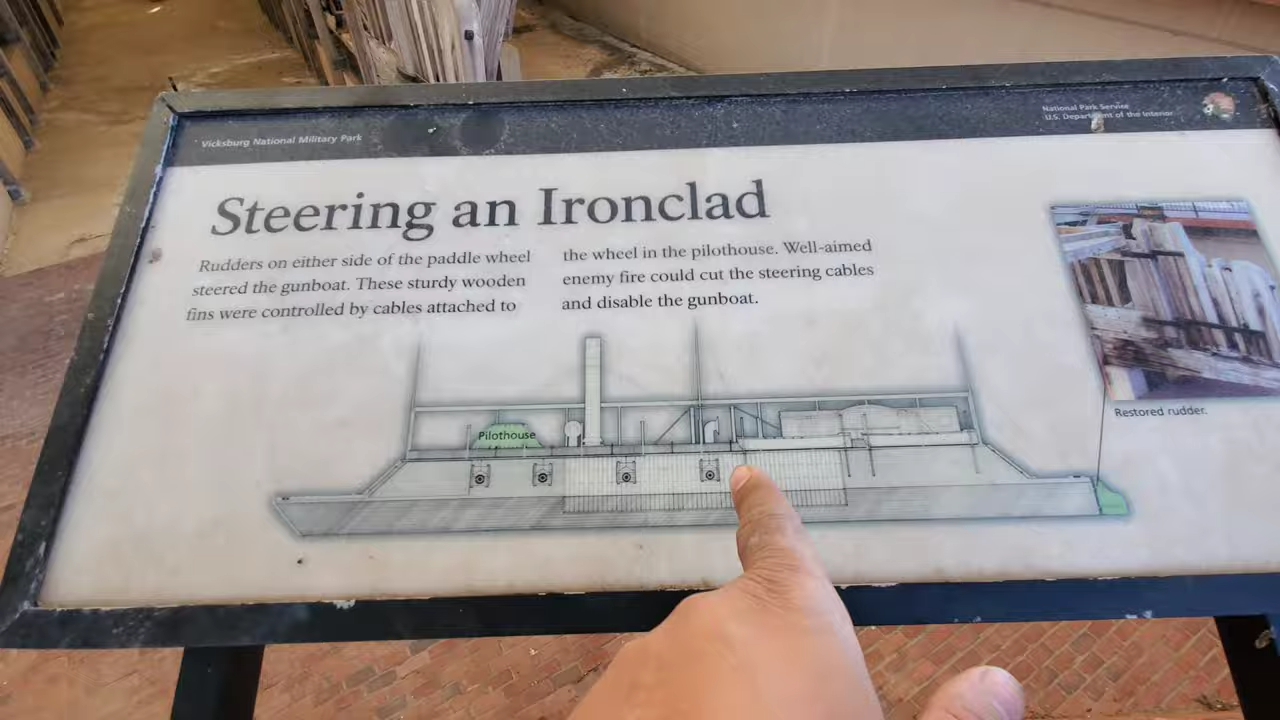 Vicksburg National Military Park
National Park Service
U.S. Department of the Interior
Steering an Ironclad
Rudders on either side of the paddle wheel
steered the gunboat. These sturdy wooden
fins were controlled by cables attached to
the wheel in the pilothouse. Well-aimed
enemy fire could cut the steering cables
and disable the gunboat.
Pilothouse
Restored rudder.